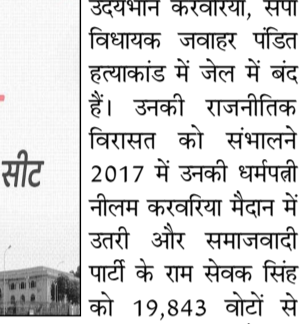 उदयभान करवरिया, सपा
विधायक जवाहर पंडित
हत्याकांड में जेल में बंद
हैं। उनकी राजनीतिक
विरासत को संभालने
2017 में उनकी धर्मपत्नी
नीलम करवरिया मैदान में
उतरी और समाजवादी
पार्टी के राम सेवक सिंह
को 19,843 वोटों से
सीट